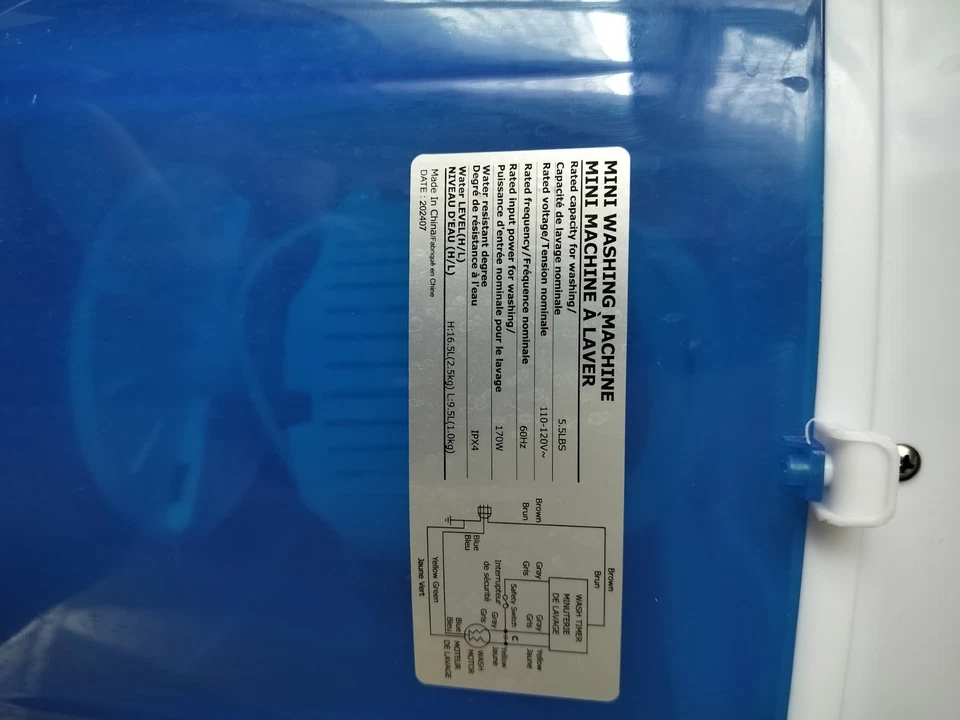 MINI WASHING MACHINE
MINI MACHINE À LAVER
Rated capacity for washing/
Capacité de lavage nominale 5.5LBS
Rated voltage/Tension nominale 110-120V~
Rated frequency/Fréquence nominale 60Hz
Rated input power for washing/
Puissance d'entrée nominale pour le lavage 170W
Water resistant degree
Degré de résistance à l'eau IPX4
Water LEVEL(H/L)
NIVEAU D'EAU (H/L) H:16.5L(2.5kg) L:9.5L(1.0kg)
Made In China/Fabriqué en Chine
DATE : 202407
Brown
Brun
Brown
Brun
WASH TIMER
MINUTERIE
DE LAVAGE
Gray
Gris
Gray
Gris
Yellow
Jaune
Safety Switch
Interrupteur
de sécurité
C
Gray
Gris
Yellow
Jaune
Blue
Bleu
WASH
MOTOR
Yellow Green
Jaune Vert
Blue
Bleu
MOTEUR
DE LAVAGE